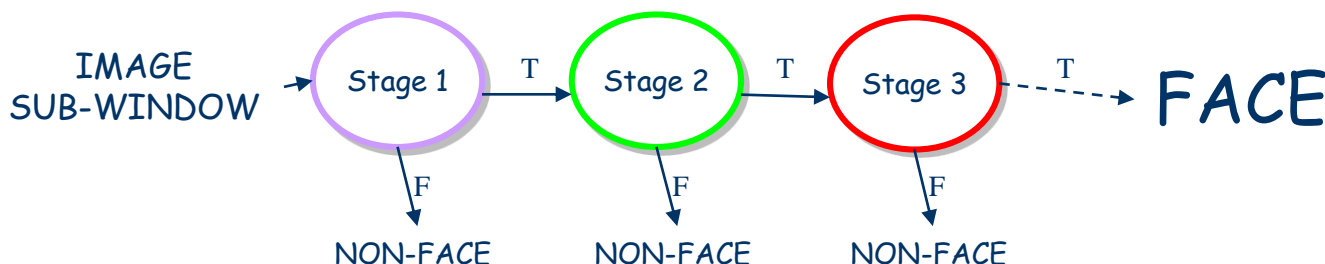 IMAGE
SUB-WINDOW
Stage 1
T
Stage 2
T
Stage 3
T
FACE
F
F
F
NON-FACE
NON-FACE
NON-FACE